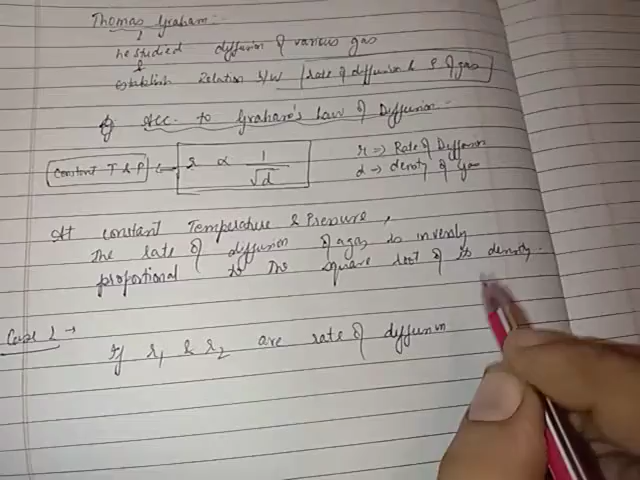 Thomas Graham
he studied diffusion of various gas
&
establish Relation b/w rate of diffusion & ρ of gas
Acc. to Graham's Law of Diffusion
Constant T & P r ∝ 1/√d r => Rate of Diffusion
d → density of gas
At constant Temperature & Pressure,
The rate of diffusion of a gas is inversly
proportional to The square root of its density.
Case 1 →
If r₁ & r₂ are rate of diffusion